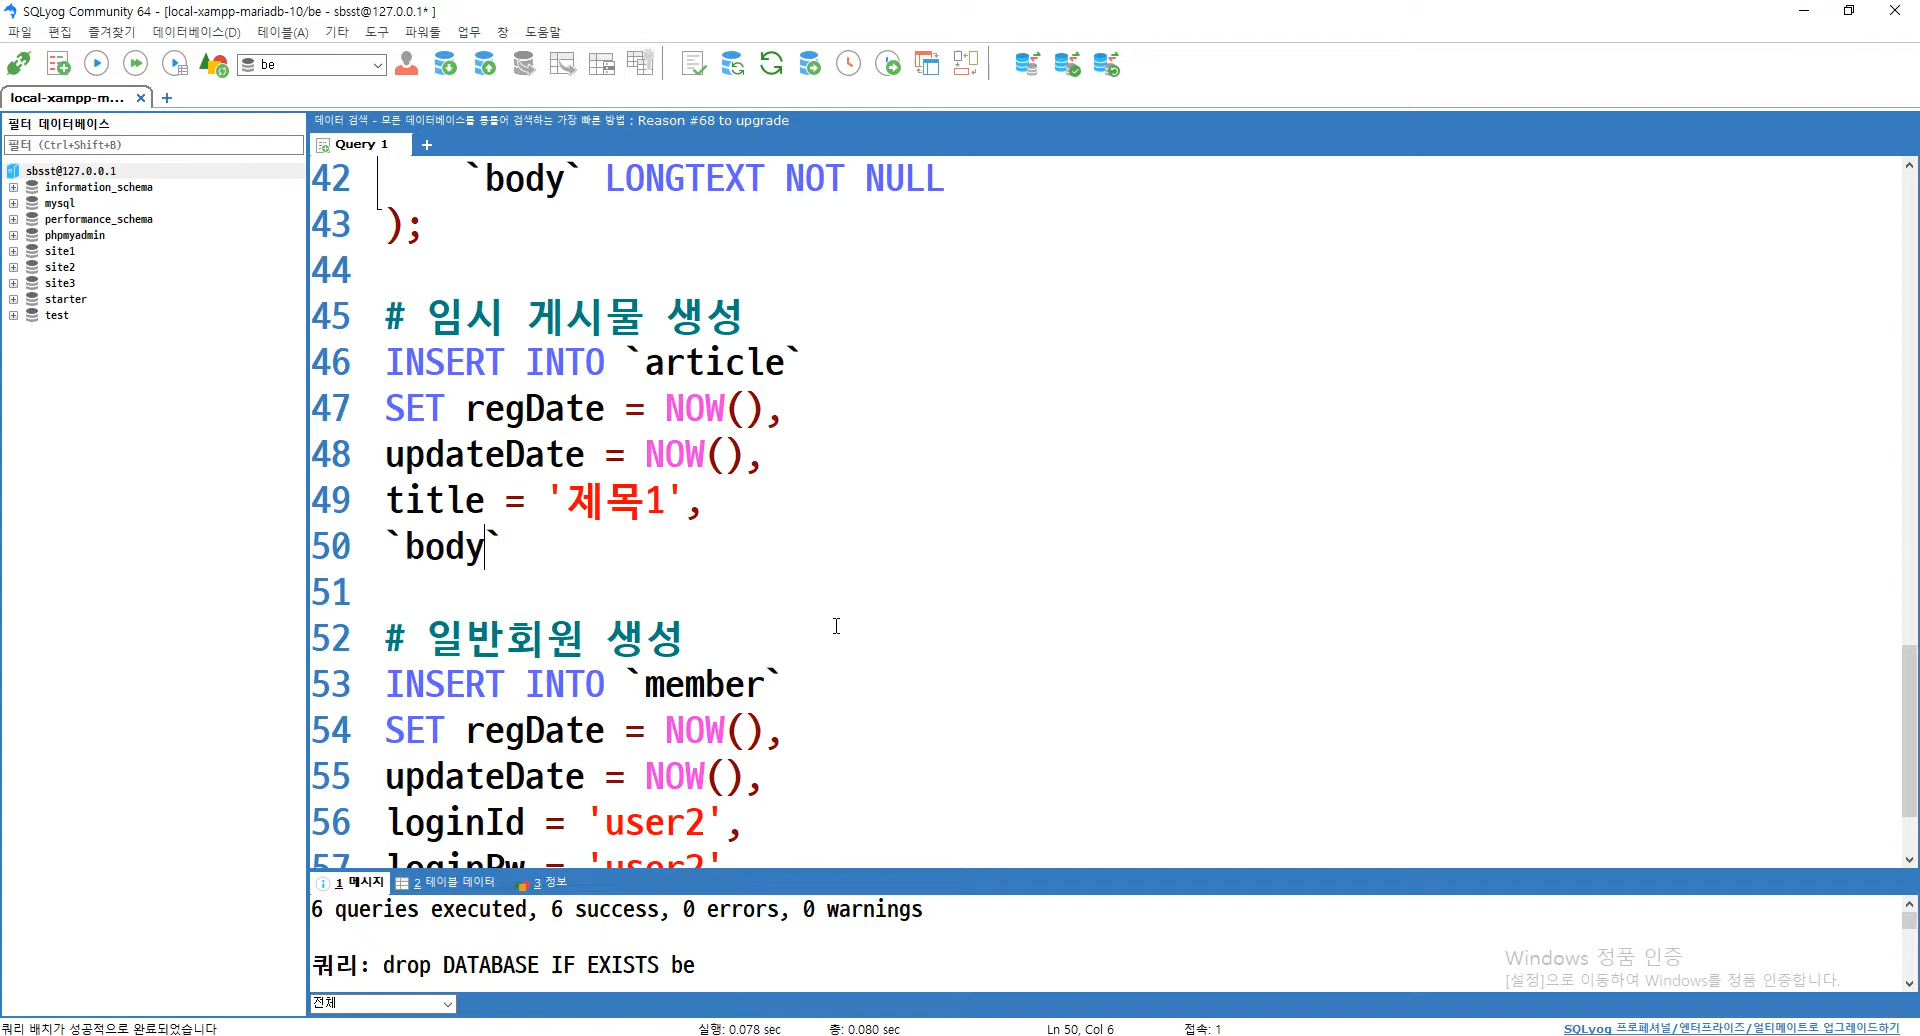 SQLyog Community 64 - [local-xampp-mariadb-10/be - sbsst@127.0.0.1* ]
파일 편집 즐겨찾기 데이터베이스(D) 테이블(A) 기타 도구 파워툴 업무 창 도움말
be
local-xampp-m...
필터 데이터베이스
필터 (Ctrl+Shift+B)
sbsst@127.0.0.1
information_schema
mysql
performance_schema
phpmyadmin
site1
site2
site3
starter
test
데이터 검색 - 모든 데이터베이스를 통틀어 검색하는 가장 빠른 방법 : Reason #68 to upgrade
Query 1
42 `body` LONGTEXT NOT NULL
43 );
44
45 # 임시 게시물 생성
46 INSERT INTO `article`
47 SET regDate = NOW(),
48 updateDate = NOW(),
49 title = '제목1',
50 `body`
51
52 # 일반회원 생성
53 INSERT INTO `member`
54 SET regDate = NOW(),
55 updateDate = NOW(),
56 loginId = 'user2',
57 loginPw = 'user2'
1 메시지 2 테이블 데이터 3 정보
6 queries executed, 6 success, 0 errors, 0 warnings
쿼리: drop DATABASE IF EXISTS be
Windows 정품 인증
[설정]으로 이동하여 Windows를 정품 인증합니다.
전체
쿼리 배치가 성공적으로 완료되었습니다 실행: 0.078 sec 총: 0.080 sec Ln 50, Col 6 접속: 1 SQLyog 프로페셔널/엔터프라이즈/얼티메이트로 업그레이드하기